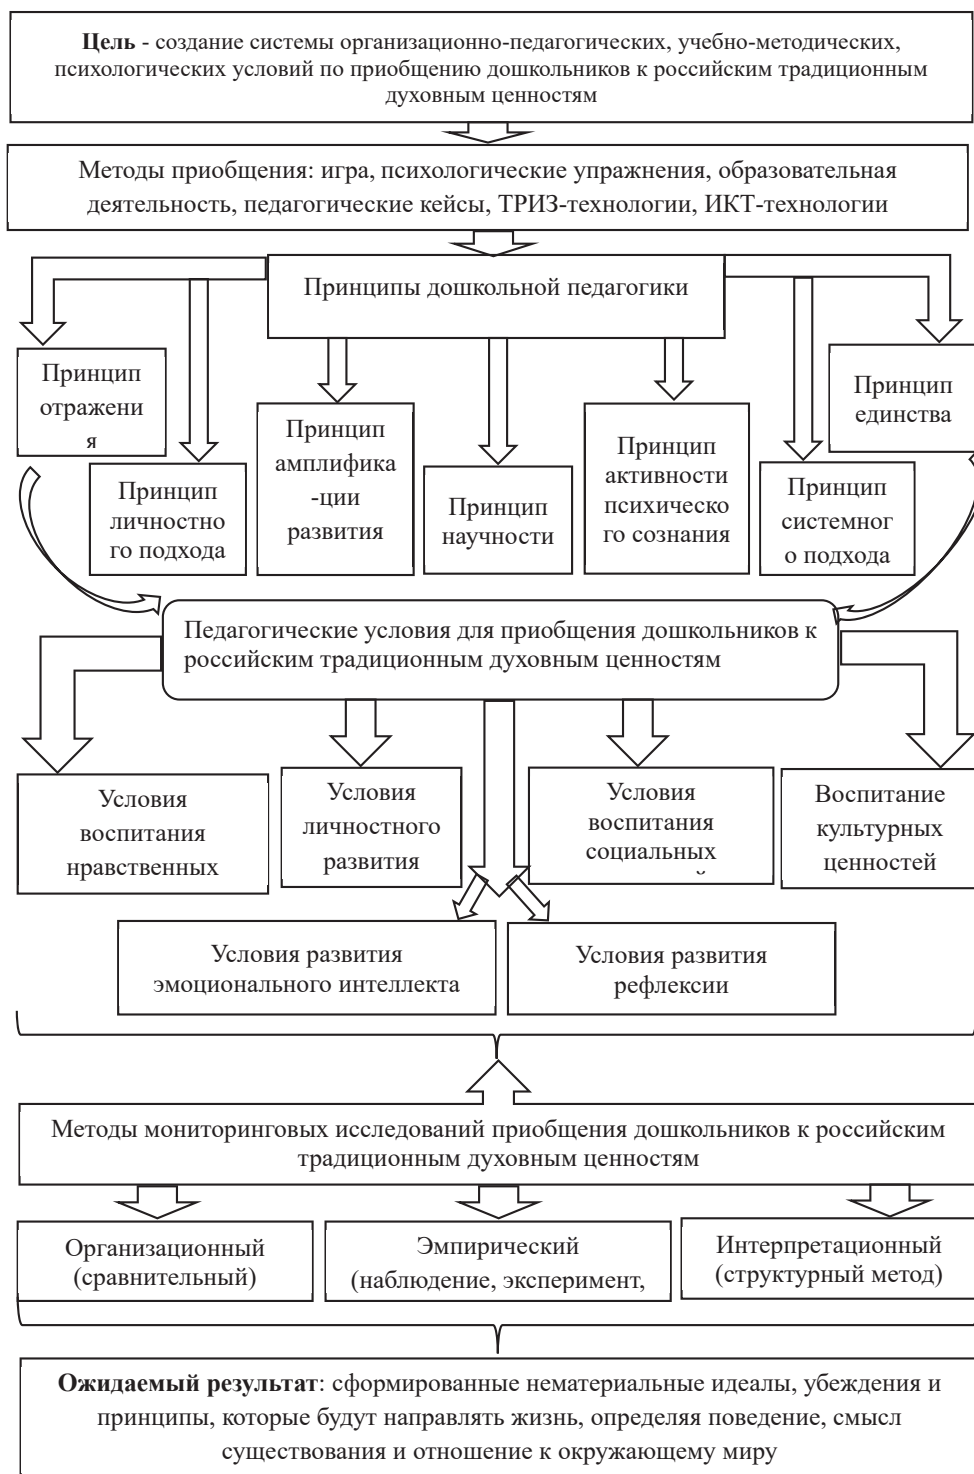 Цель - создание системы организационно-педагогических, учебно-методических,
психологических условий по приобщению дошкольников к российским традиционным
духовным ценностям
Методы приобщения: игра, психологические упражнения, образовательная
деятельность, педагогические кейсы, ТРИЗ-технологии, ИКТ-технологии
Принципы дошкольной педагогики
Принцип
отражени
я
Принцип
личностно
го подхода
Принцип
амплифика
-ции
развития
Принцип
научности
Принцип
активности
психическо
го сознания
Принцип
системног
о подхода
Принцип
единства
Педагогические условия для приобщения дошкольников к
российским традиционным духовным ценностям
Условия
воспитания
нравственных
Условия
личностного
развития
Условия
воспитания
социальных
Воспитание
культурных
ценностей
Условия развития
эмоционального интеллекта
Условия развития
рефлексии
Методы мониторинговых исследований приобщения дошкольников к российским
традиционным духовным ценностям
Организационный
(сравнительный)
Эмпирический
(наблюдение, эксперимент,
Интерпретационный
(структурный метод)
Ожидаемый результат: сформированные нематериальные идеалы, убеждения и
принципы, которые будут направлять жизнь, определяя поведение, смысл
существования и отношение к окружающему миру